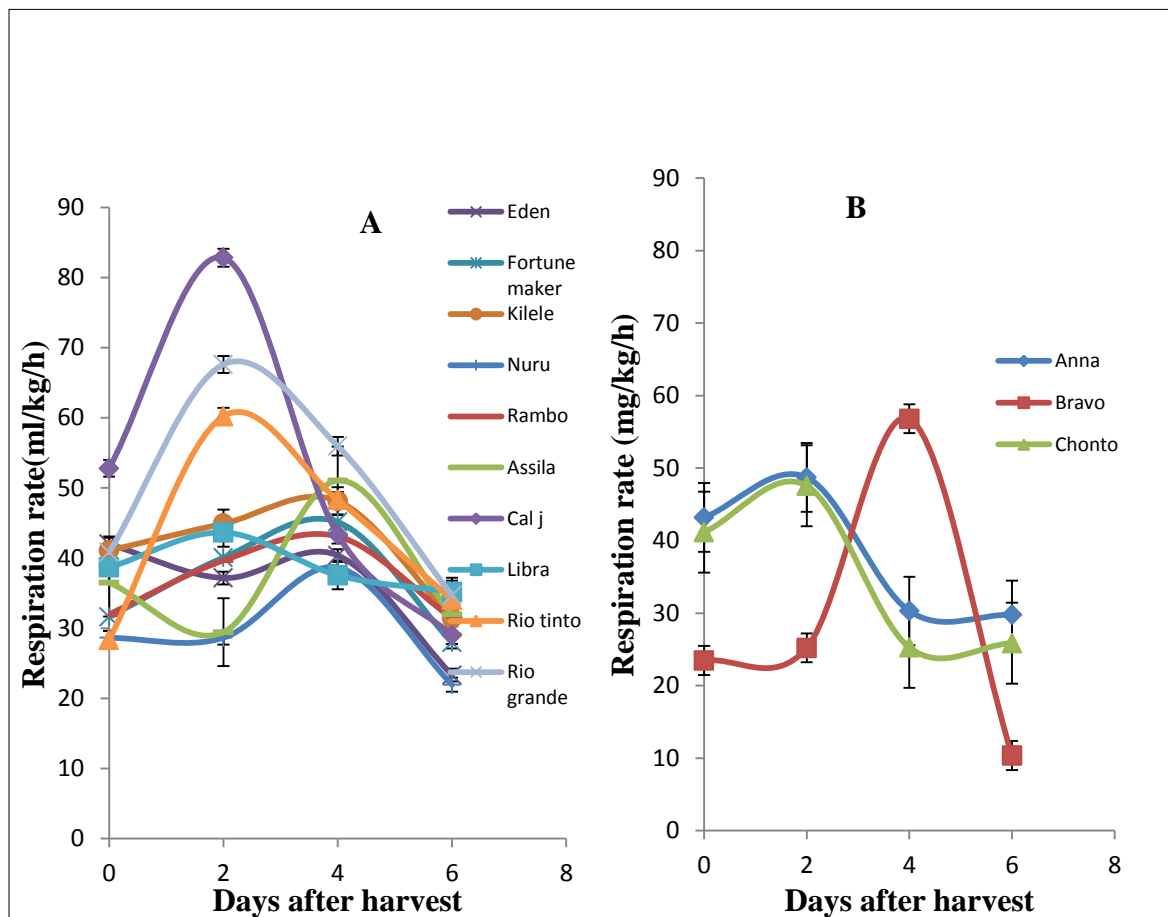 A
Respiration rate(ml/kg/h)
90
80
70
60
50
40
30
20
10
0
0 2 4 6 8
Days after harvest
Eden
Fortune
maker
Kilele
Nuru
Rambo
Assila
Cal j
Libra
Rio tinto
Rio
grande
B
Respiration rate (mg/kg/h)
90
80
70
60
50
40
30
20
10
0
0 2 4 6 8
Days after harvest
Anna
Bravo
Chonto